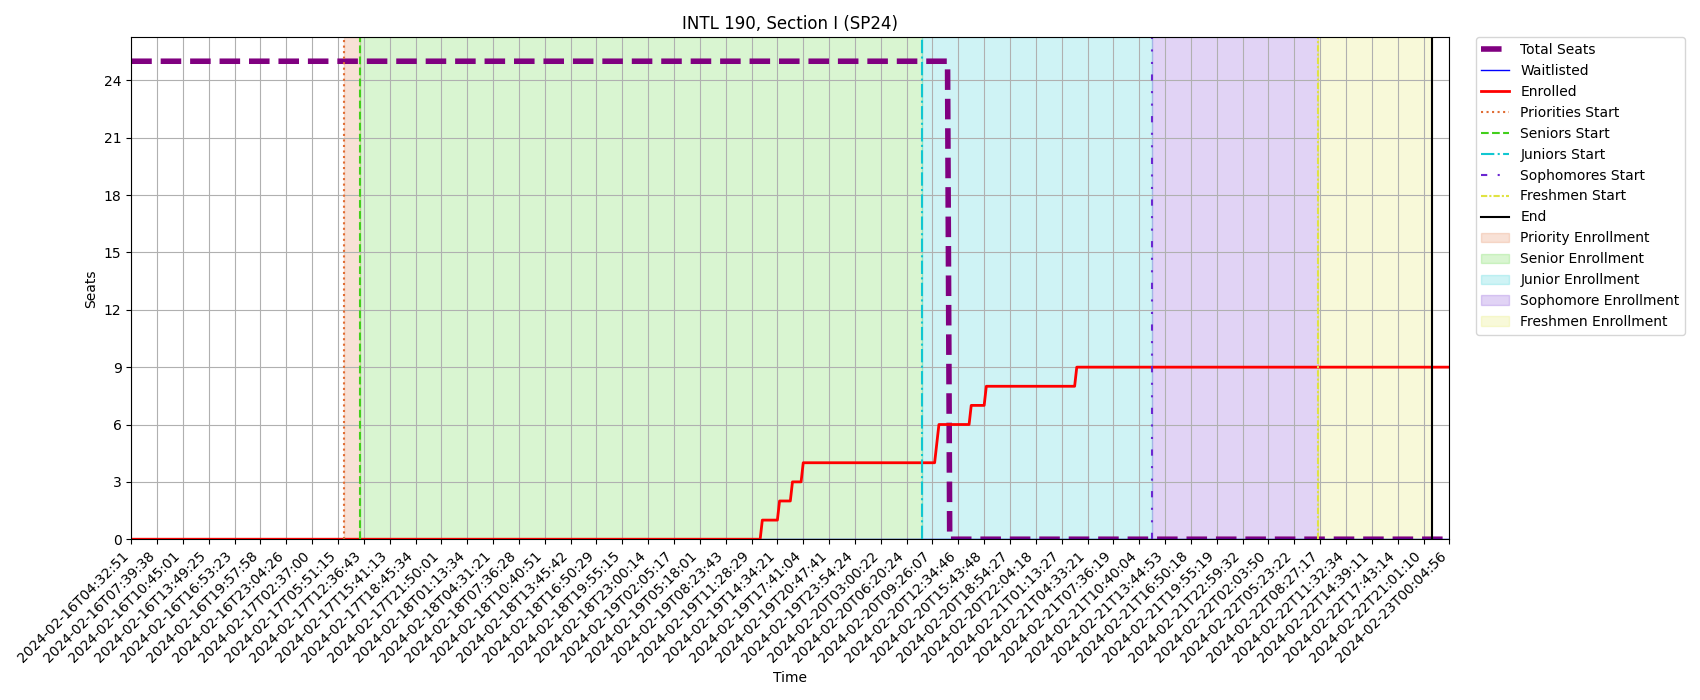 INTL 190, Section I (SP24)
Seats
24
21
18
15
12
9
6
3
0
2024-02-16T04:32:51
2024-02-16T07:39:38
2024-02-16T10:45:01
2024-02-16T13:49:25
2024-02-16T16:53:23
2024-02-16T19:57:58
2024-02-16T23:04:26
2024-02-17T02:37:00
2024-02-17T05:51:15
2024-02-17T12:36:43
2024-02-17T15:41:13
2024-02-17T18:45:34
2024-02-17T21:50:01
2024-02-18T01:13:34
2024-02-18T04:31:21
2024-02-18T07:36:28
2024-02-18T10:40:51
2024-02-18T13:45:42
2024-02-18T16:50:29
2024-02-18T19:55:15
2024-02-18T23:00:14
2024-02-19T02:05:17
2024-02-19T05:18:01
2024-02-19T08:23:43
2024-02-19T11:28:29
2024-02-19T14:34:21
2024-02-19T17:41:04
2024-02-19T20:47:41
2024-02-19T23:54:24
2024-02-20T03:00:22
2024-02-20T06:20:24
2024-02-20T09:26:07
2024-02-20T12:34:46
2024-02-20T15:43:48
2024-02-20T18:54:27
2024-02-20T22:04:18
2024-02-21T01:13:27
2024-02-21T04:33:21
2024-02-21T07:36:19
2024-02-21T10:40:04
2024-02-21T13:44:53
2024-02-21T16:50:18
2024-02-21T19:55:19
2024-02-21T22:59:32
2024-02-22T02:03:50
2024-02-22T05:23:22
2024-02-22T08:27:17
2024-02-22T11:32:34
2024-02-22T14:39:11
2024-02-22T17:43:14
2024-02-22T21:01:10
2024-02-23T00:04:56
Time
Total Seats
Waitlisted
Enrolled
Priorities Start
Seniors Start
Juniors Start
Sophomores Start
Freshmen Start
End
Priority Enrollment
Senior Enrollment
Junior Enrollment
Sophomore Enrollment
Freshmen Enrollment